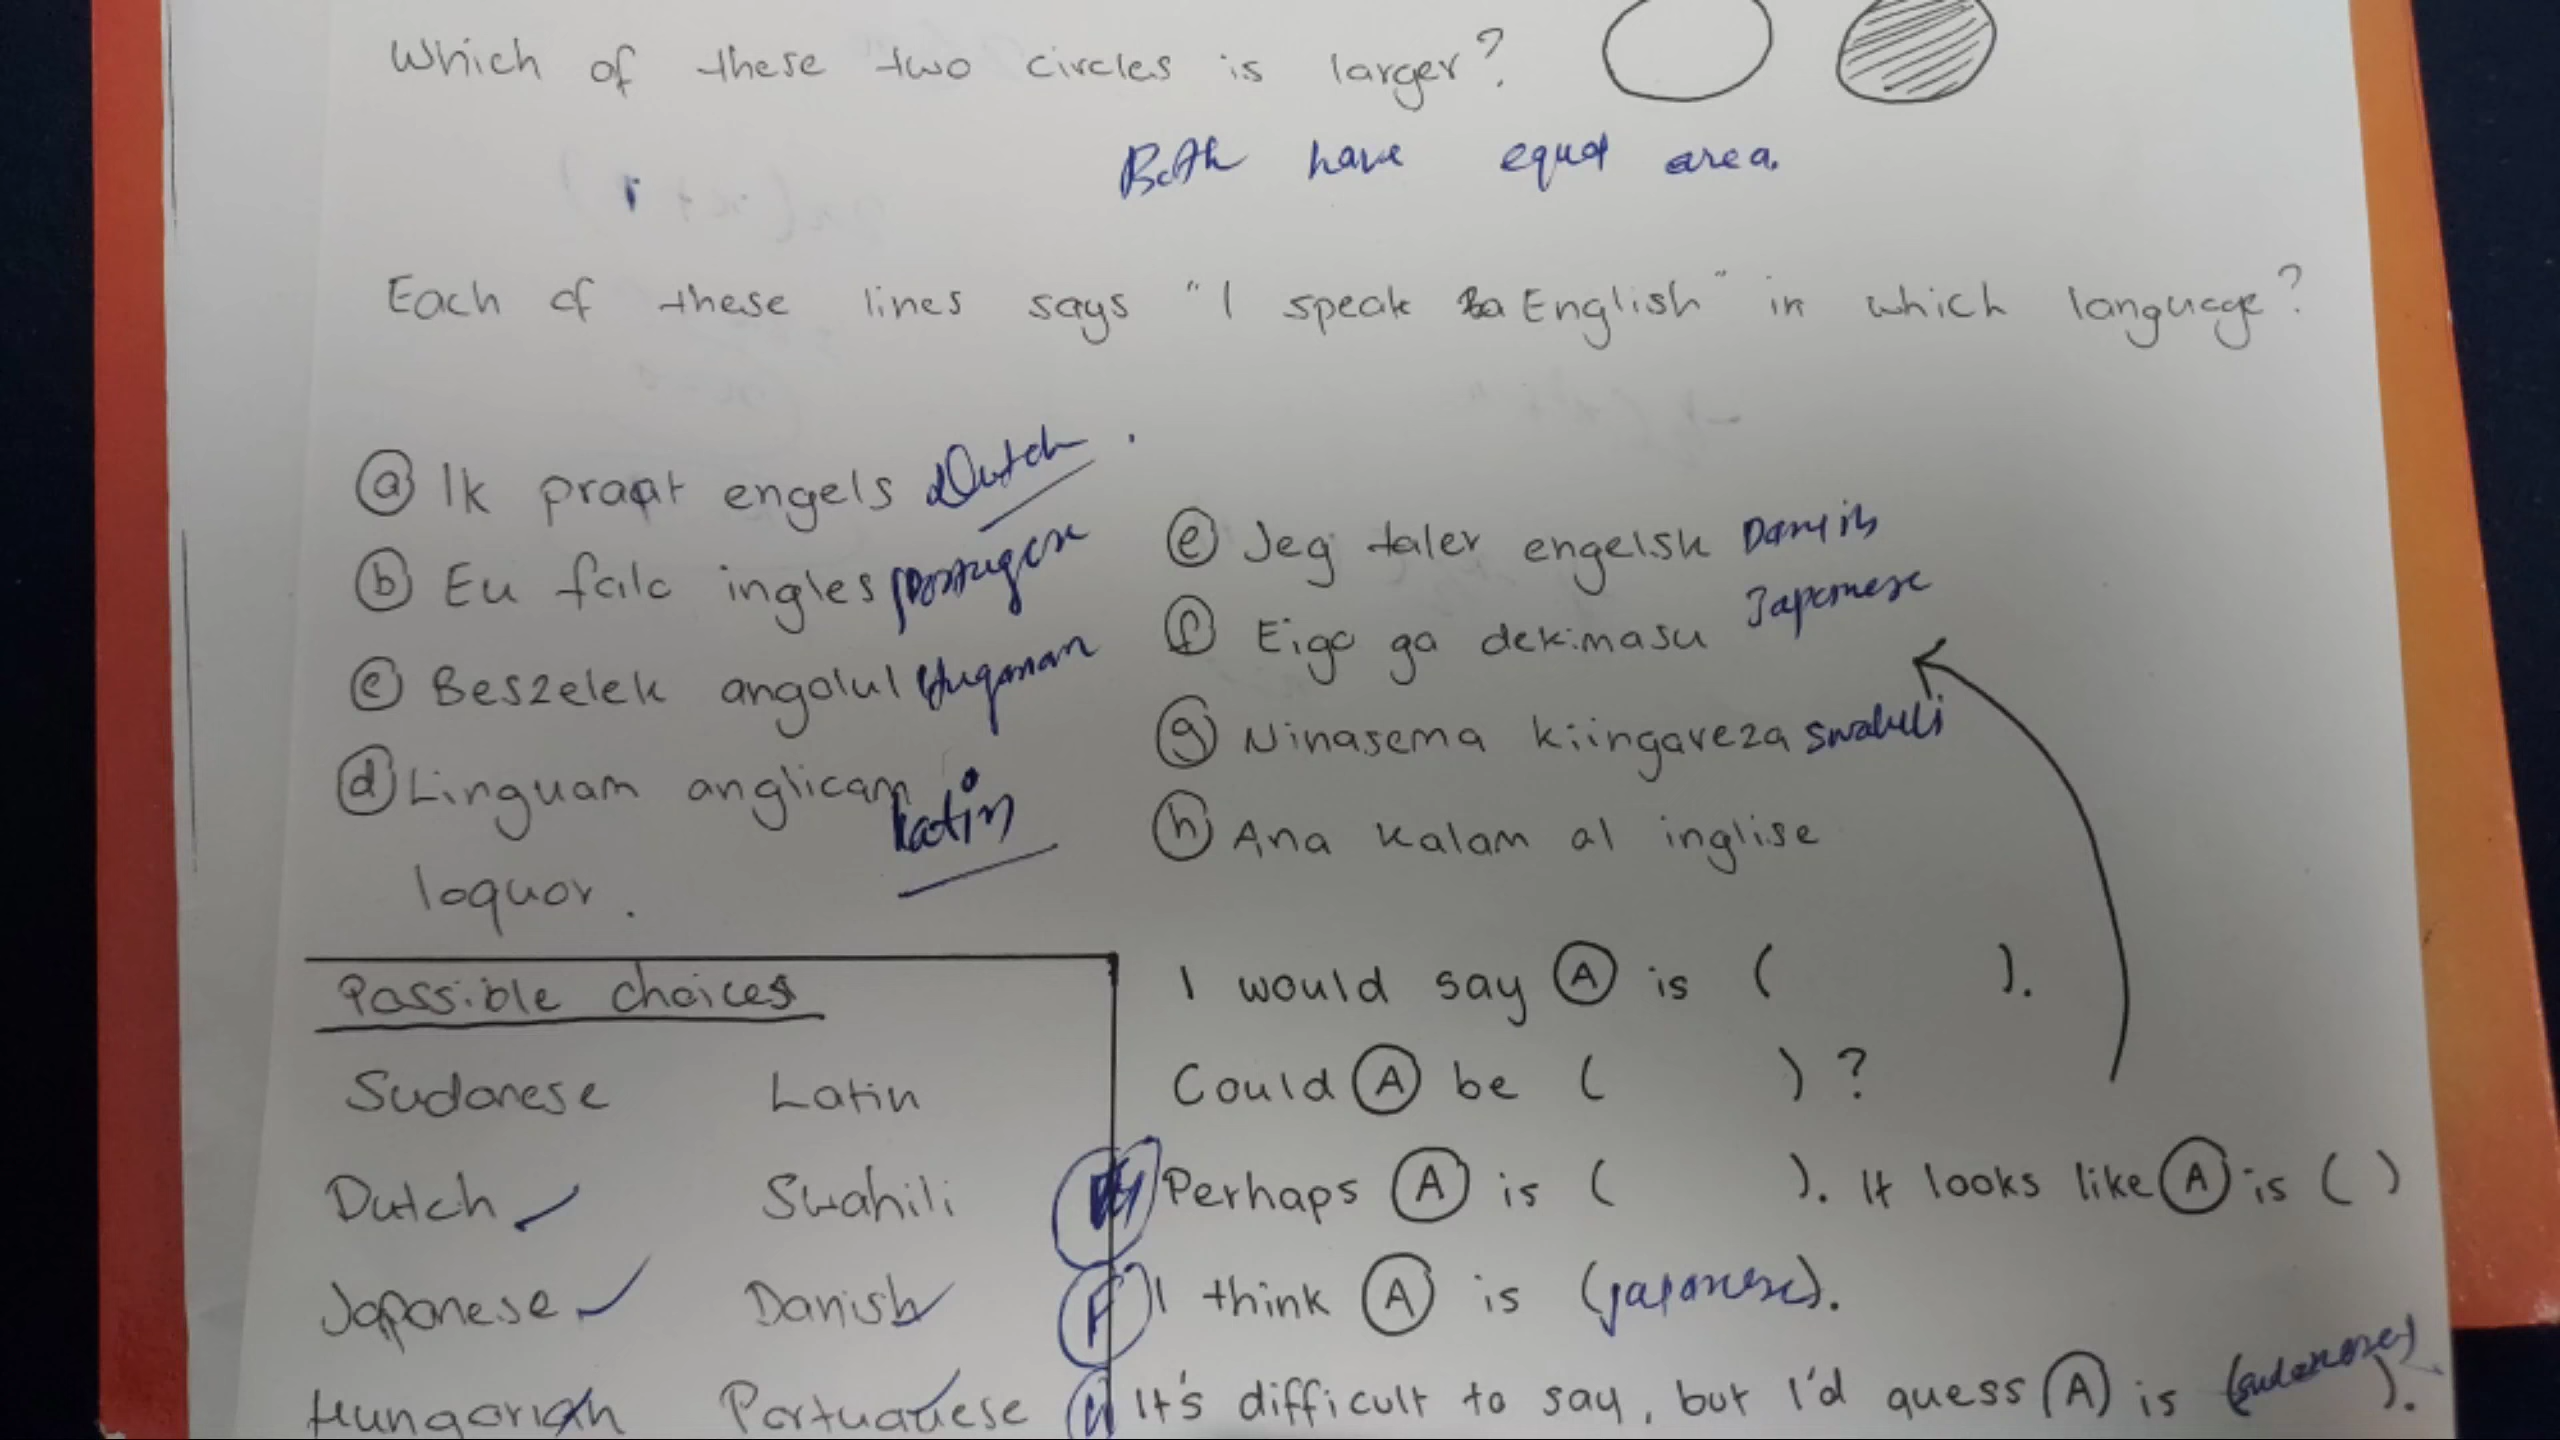 Which of these two circles is larger?
Both have equal area.
Each of these lines says "I speak English" in which language?
ⓐ Ik praat engels Dutch
ⓑ Eu falo ingles portugese
ⓒ Beszelek angolul Huganan
ⓓ Linguam anglicam Latin
loquor.
ⓔ Jeg taler engelsk Danish
ⓕ Eigo ga dekimasu Japanese
ⓖ Ninasema kiingareza swahili
ⓗ Ana kalam al inglise
Possible choices
Sudanese Latin
Dutch Swahili
Japanese Danish
Hungarian Portuguese
I would say Ⓐ is ( ).
Could Ⓐ be ( )?
Perhaps Ⓐ is ( ). It looks like Ⓐ is ( )
F I think Ⓐ is (japanese).
It's difficult to say, but I'd guess Ⓐ is (sudanese).